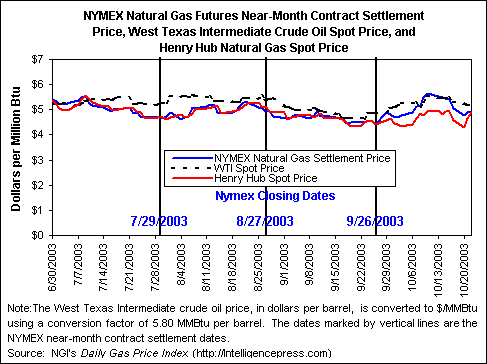 NYMEX Natural Gas Futures Near-Month Contract Settlement
Price, West Texas Intermediate Crude Oil Spot Price, and
Henry Hub Natural Gas Spot Price
Dollars per Million Btu
$7
$6
$5
$4
$3
$2
$1
$0
NYMEX Natural Gas Settlement Price
WTI Spot Price
Henry Hub Spot Price
Nymex Closing Dates
7/29/2003
8/27/2003
9/26/2003
6/30/2003
7/7/2003
7/14/2003
7/21/2003
7/28/2003
8/4/2003
8/11/2003
8/18/2003
8/25/2003
9/1/2003
9/8/2003
9/15/2003
9/22/2003
9/29/2003
10/6/2003
10/13/2003
10/20/2003
Note:The West Texas Intermediate crude oil price, in dollars per barrel, is converted to $/MMBtu
using a conversion factor of 5.80 MMBtu per barrel. The dates marked by vertical lines are the
NYMEX near-month contract settlement dates.
Source: NGI's Daily Gas Price Index (http://intelligencepress.com)